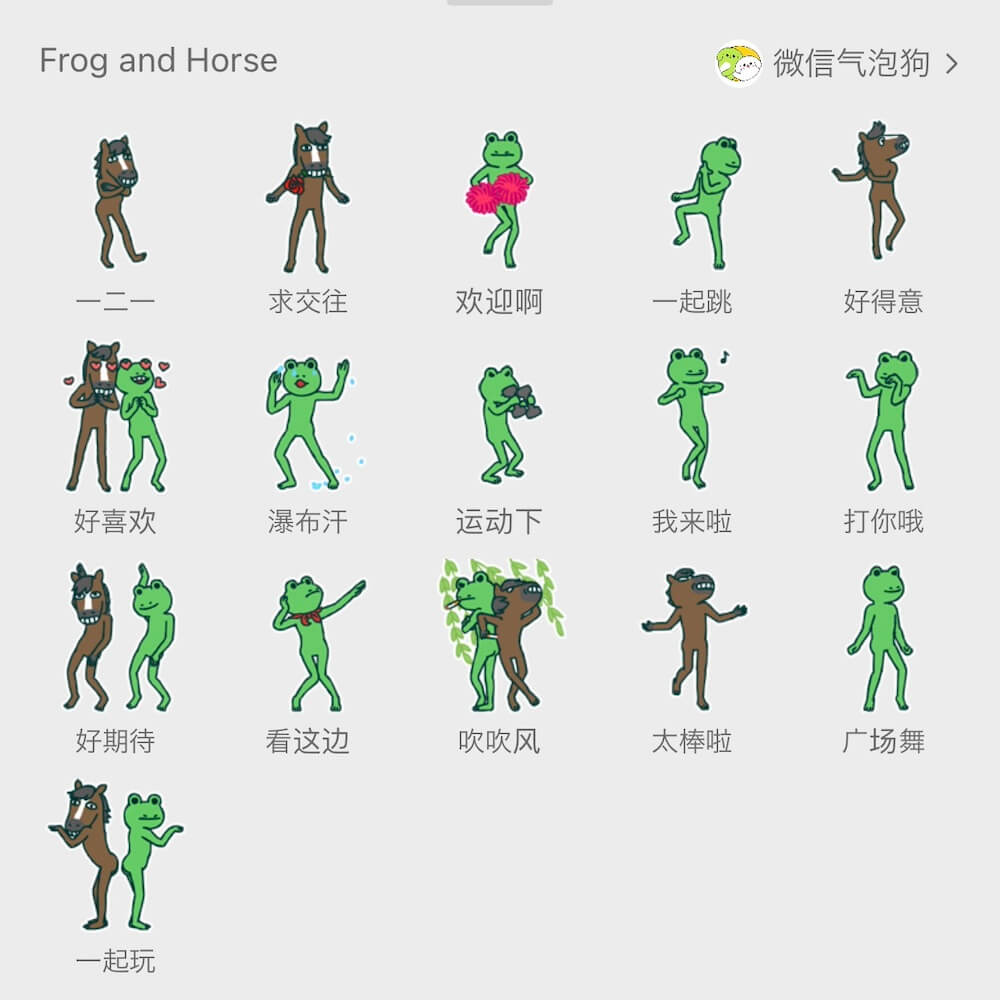 Frog and Horse
微信气泡狗
一二一
求交往
欢迎啊
一起跳
好得意
好喜欢
瀑布汗
运动下
我来啦
打你哦
好期待
看这边
吹吹风
太棒啦
广场舞
一起玩